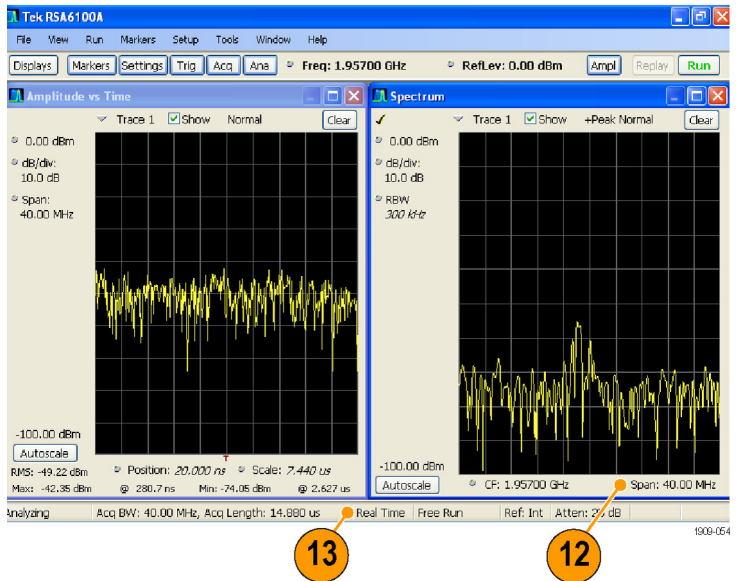 Tek RSA6100A
File View Run Markers Setup Tools Window Help
Displays Markers Settings Trig Acq Ana Freq: 1.95700 GHz RefLev: 0.00 dBm Ampl Replay Run
Amplitude vs Time
Trace 1 Show Normal Clear
0.00 dBm
dB/div:
10.0 dB
Span:
40.00 MHz
-100.00 dBm
Autoscale
Position: 20.000 ns Scale: 7.440 us
RMS: -49.22 dBm
Max: -42.35 dBm @ 280.7 ns Min: -74.05 dBm @ 2.627 us
Spectrum
Trace 1 Show +Peak Normal Clear
0.00 dBm
dB/div:
10.0 dB
RBW
300 kHz
-100.00 dBm
Autoscale
CF: 1.95700 GHz Span: 40.00 MHz
Analyzing Acq BW: 40.00 MHz, Acq Length: 14.880 us Real Time Free Run Ref: Int Atten: dB
1909-054
13
12